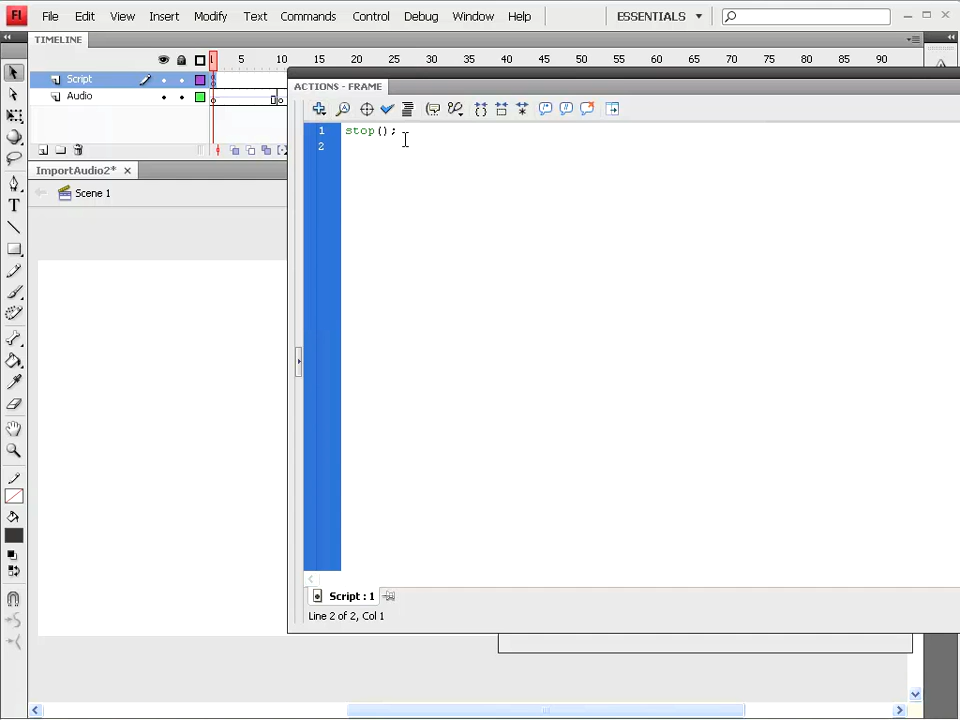 Fl File Edit View Insert Modify Text Commands Control Debug Window Help ESSENTIALS
TIMELINE
1 5 10 15 20 25 30 35 40 45 50 55 60 65 70 75 80 85 90
Script
Audio
ACTIONS - FRAME
1 stop();
2
ImportAudio2*
Scene 1
T
Script : 1
Line 2 of 2, Col 1